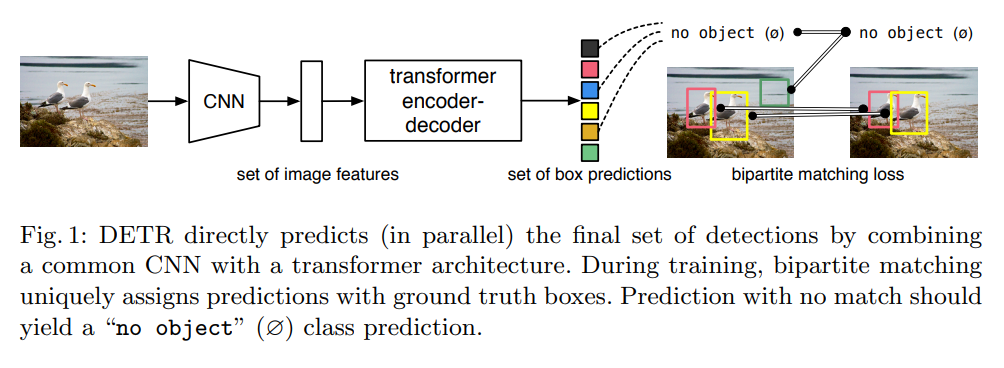 no object (ø) no object (ø)
CNN
transformer
encoder-
decoder
set of image features
set of box predictions
bipartite matching loss
Fig. 1: DETR directly predicts (in parallel) the final set of detections by combining
a common CNN with a transformer architecture. During training, bipartite matching
uniquely assigns predictions with ground truth boxes. Prediction with no match should
yield a “no object” (∅) class prediction.